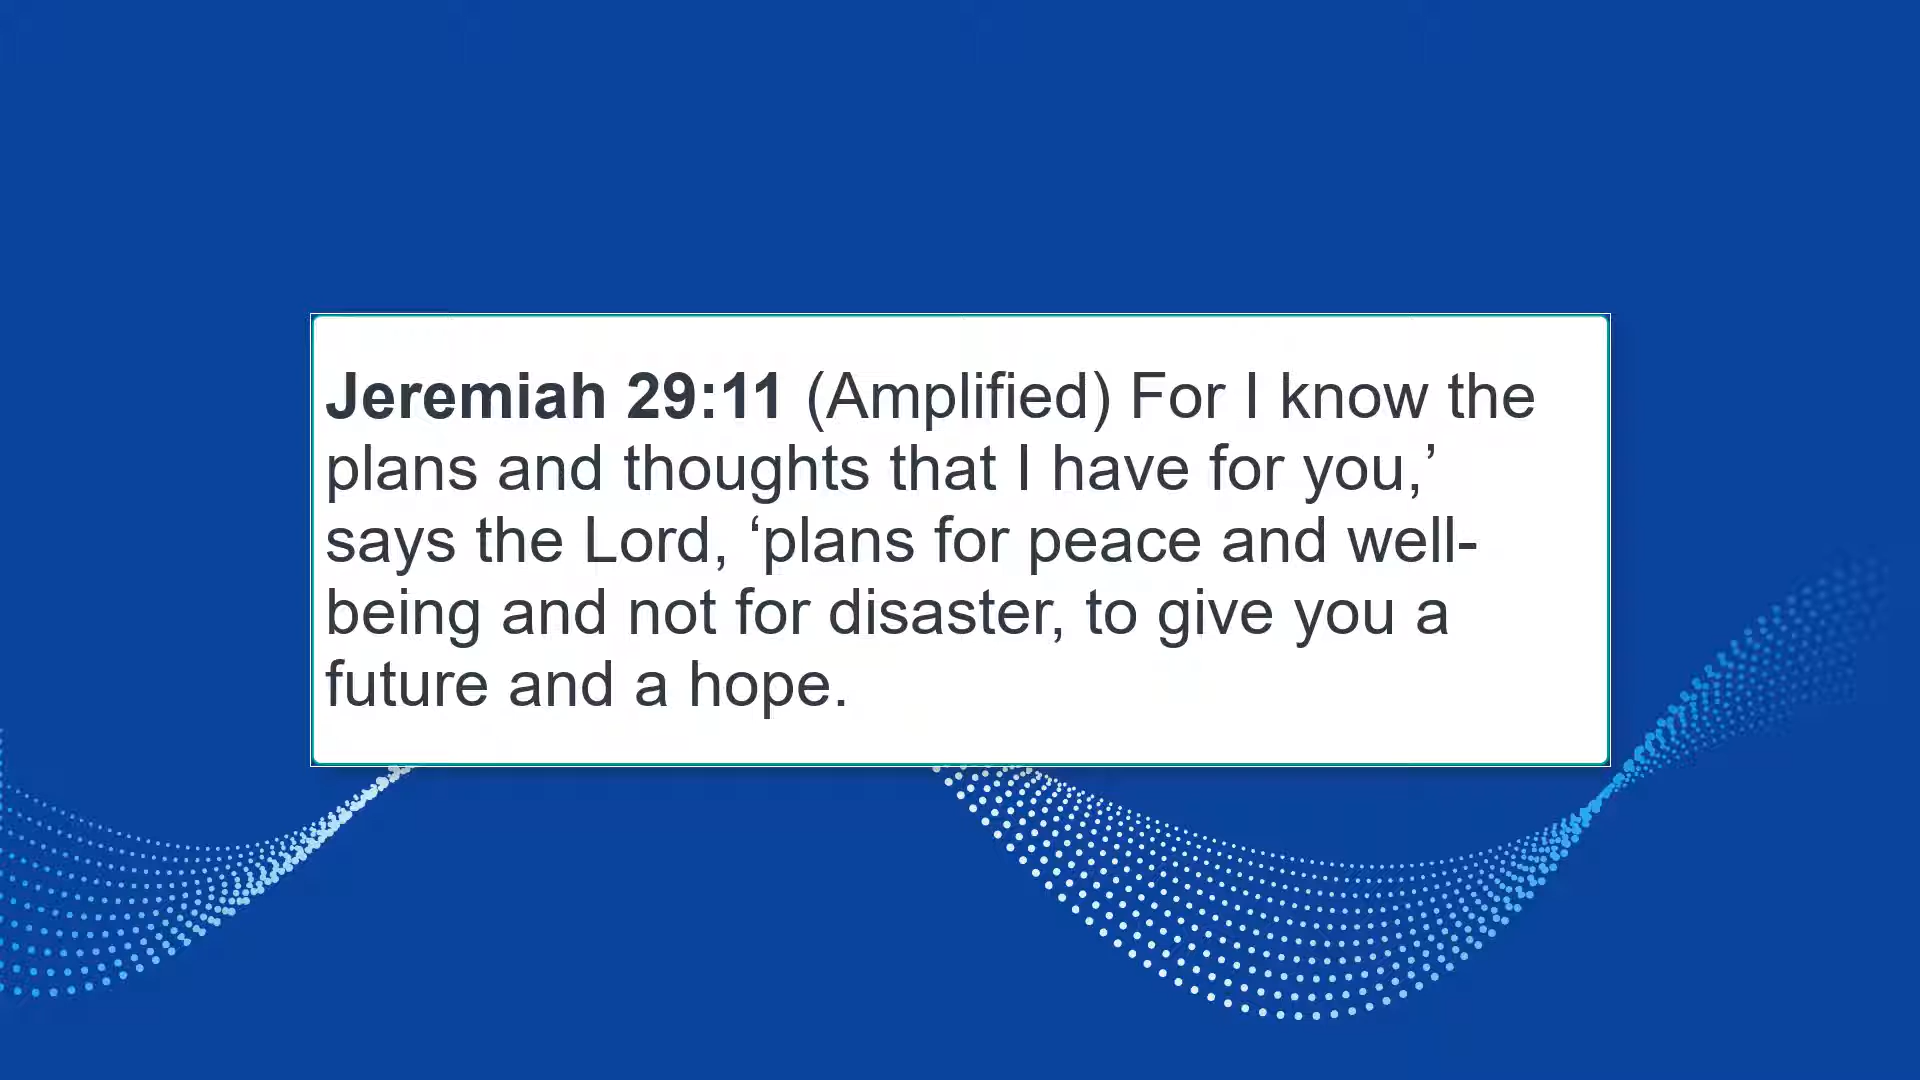 Jeremiah 29:11 (Amplified) For I know the
plans and thoughts that I have for you,’
says the Lord, ‘plans for peace and well-
being and not for disaster, to give you a
future and a hope.